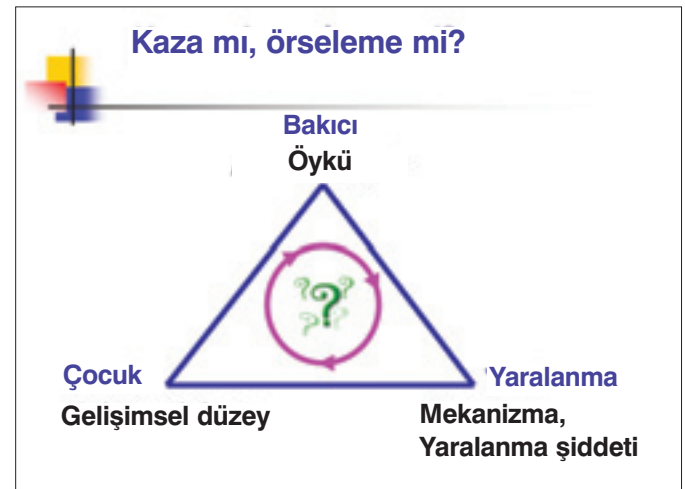 Kaza mı, örseleme mi?
Bakıcı
Öykü
?
Çocuk
Yaralanma
Gelişimsel düzey
Mekanizma,
Yaralanma şiddeti